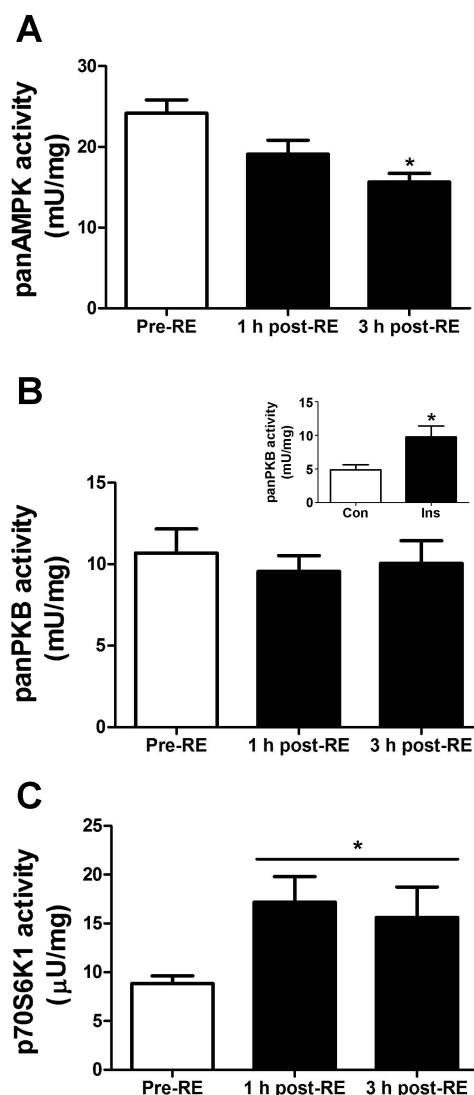 A
panAMPK activity
(mU/mg)
30
20
10
0
*
Pre-RE 1 h post-RE 3 h post-RE
B
panPKB activity
(mU/mg)
15
10
5
0
*
Con Ins
panPKB activity
(mU/mg)
15
10
5
0
Pre-RE 1 h post-RE 3 h post-RE
C
p70S6K1 activity
(μU/mg)
25
20
15
10
5
0
*
Pre-RE 1 h post-RE 3 h post-RE